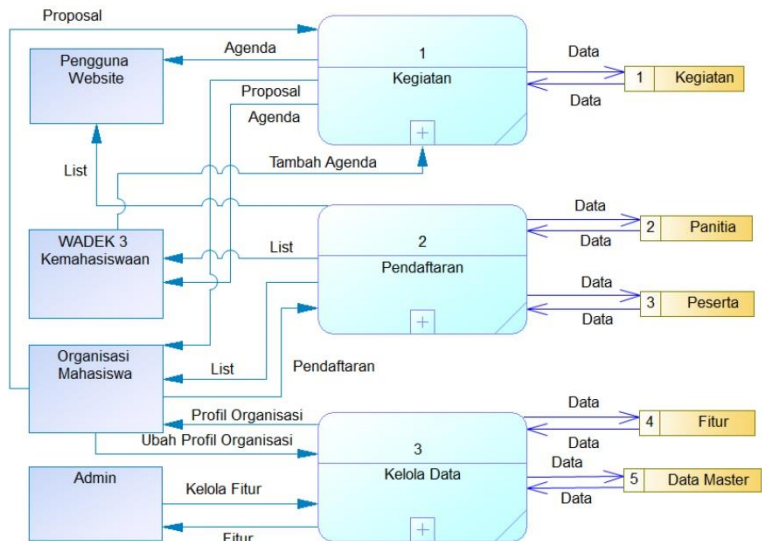 Proposal
Pengguna
Website
Agenda
Proposal
Agenda
1
Kegiatan
Data
Data
1 Kegiatan
List
Tambah Agenda
WADEK 3
Kemahasiswaan
List
2
Pendaftaran
Data
Data
2 Panitia
Data
Data
3 Peserta
Organisasi
Mahasiswa
List
Pendaftaran
Profil Organisasi
Ubah Profil Organisasi
3
Kelola Data
Data
Data
4 Fitur
Data
Data
5 Data Master
Admin
Kelola Fitur
Fitur